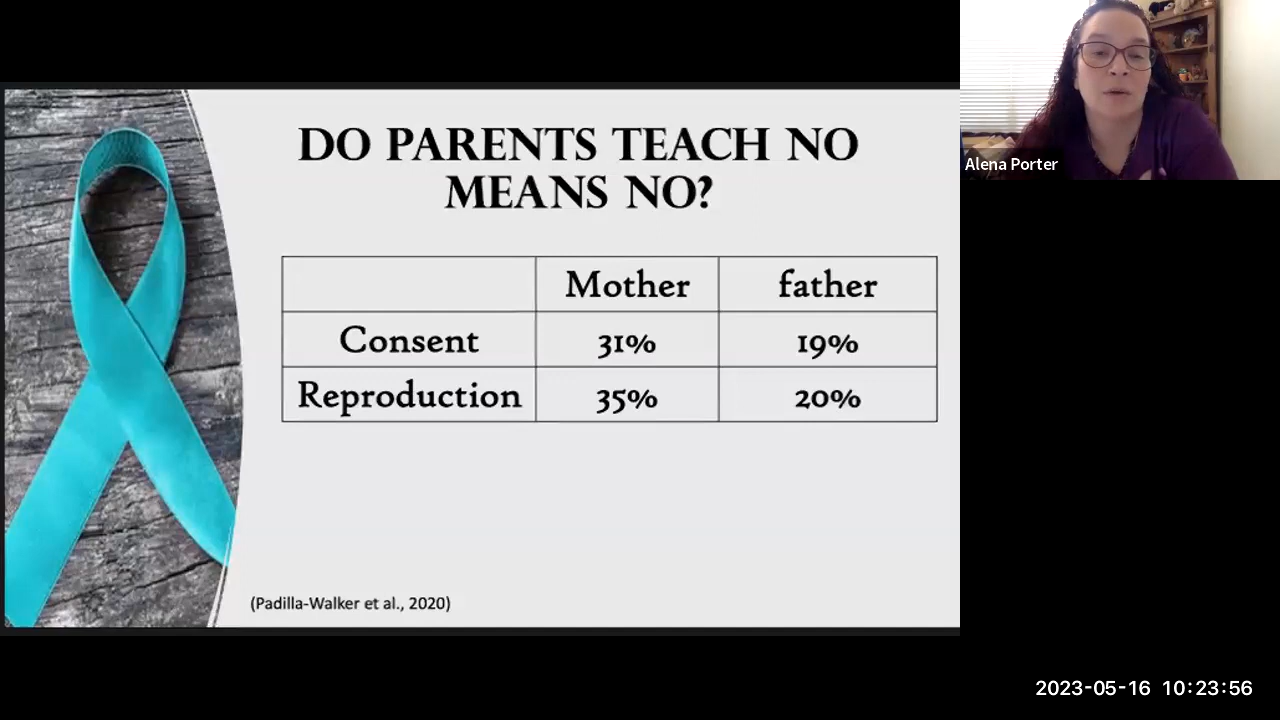 DO PARENTS TEACH NO
MEANS NO?
Mother father
Consent 31% 19%
Reproduction 35% 20%
(Padilla-Walker et al., 2020)
Alena Porter
2023-05-16 10:23:56